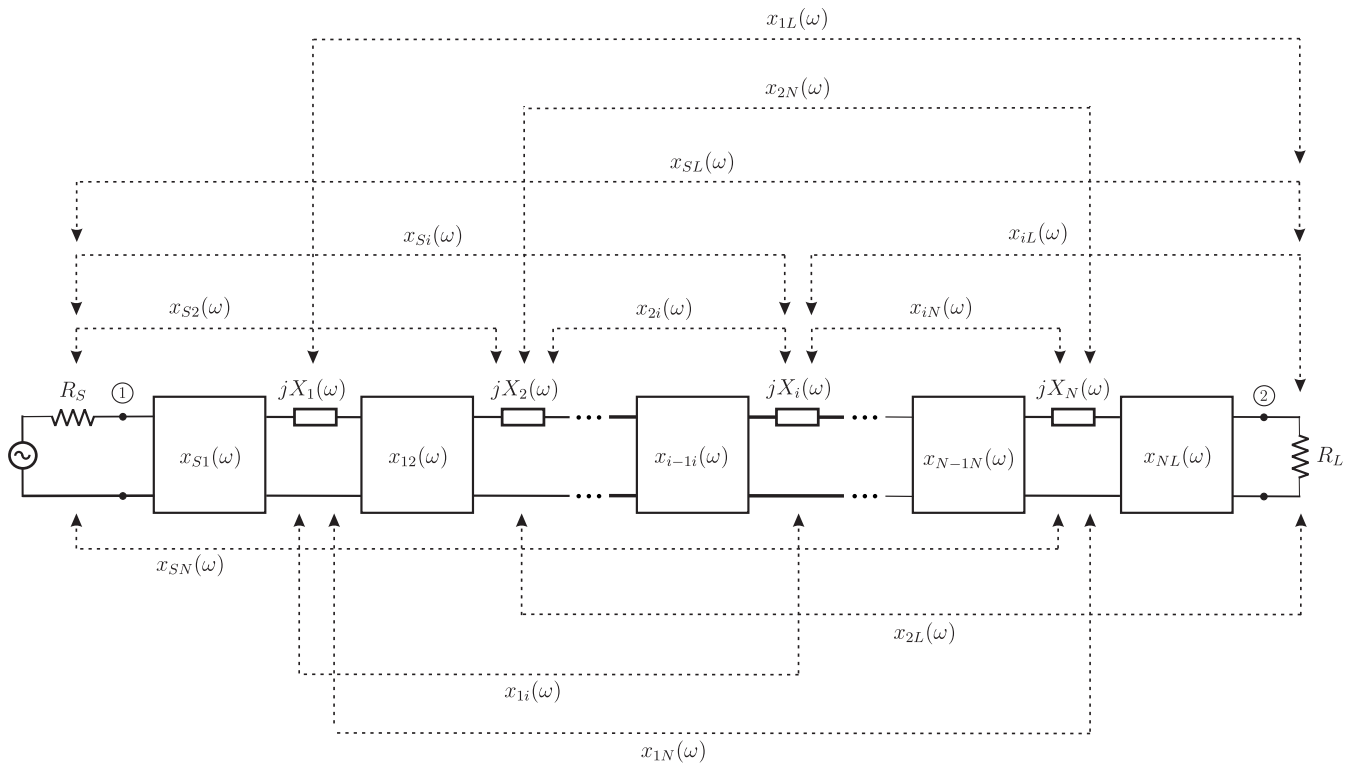 x_{1L}(ω)
x_{2N}(ω)
x_{SL}(ω)
x_{Si}(ω) x_{iL}(ω)
x_{S2}(ω) x_{2i}(ω) x_{iN}(ω)
R_S ① jX_1(ω) jX_2(ω) jX_i(ω) jX_N(ω) ②
x_{S1}(ω) x_{12}(ω) x_{i−1i}(ω) x_{N−1N}(ω) x_{NL}(ω) R_L
x_{SN}(ω)
x_{2L}(ω)
x_{1i}(ω)
x_{1N}(ω)